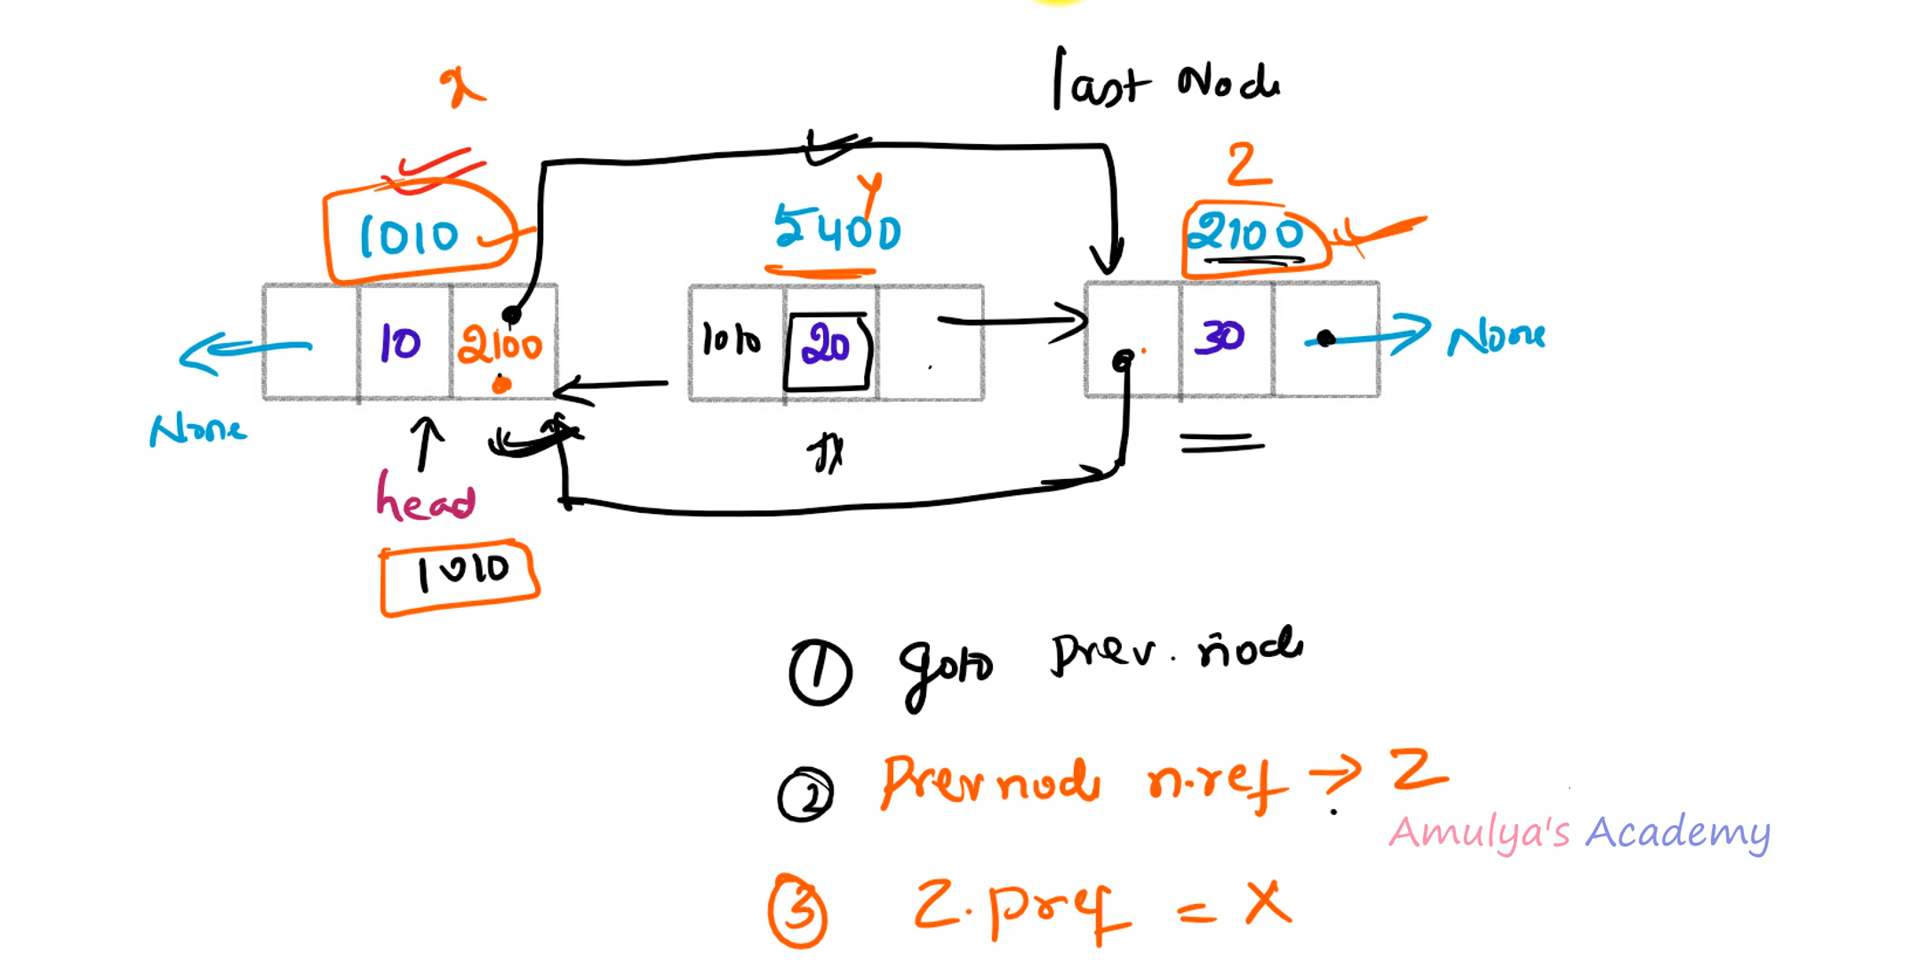 last Node
x
y
Z
1010
5400
2100
10
2100
1010
20
30
None
None
head
1010
① goto prev. node
② Prev node n.ref → Z
Amulya's Academy
③ Z.pref = X